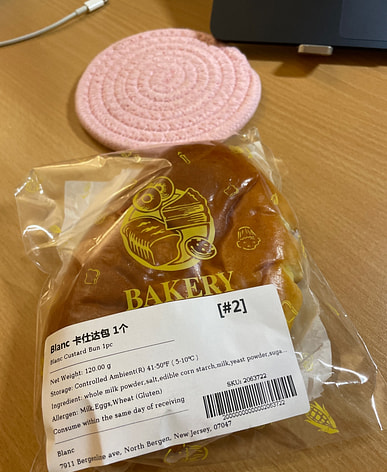 BAKERY
[#2]
Blanc 卡仕达包 1个
Blanc Custard Bun 1pc
Net Weight: 120.00 g
Storage: Controlled Ambient(R) 41-50°F ( 5-10°C )
Ingredient: whole milk powder,salt,edible corn starch,milk,yeast powder,suga...
Allergen: Milk,Eggs,Wheat (Gluten)
SKU: 2063722
Consume within the same day of receiving
Blanc
7911 Bergenline ave, North Bergen, New Jersey, 07047